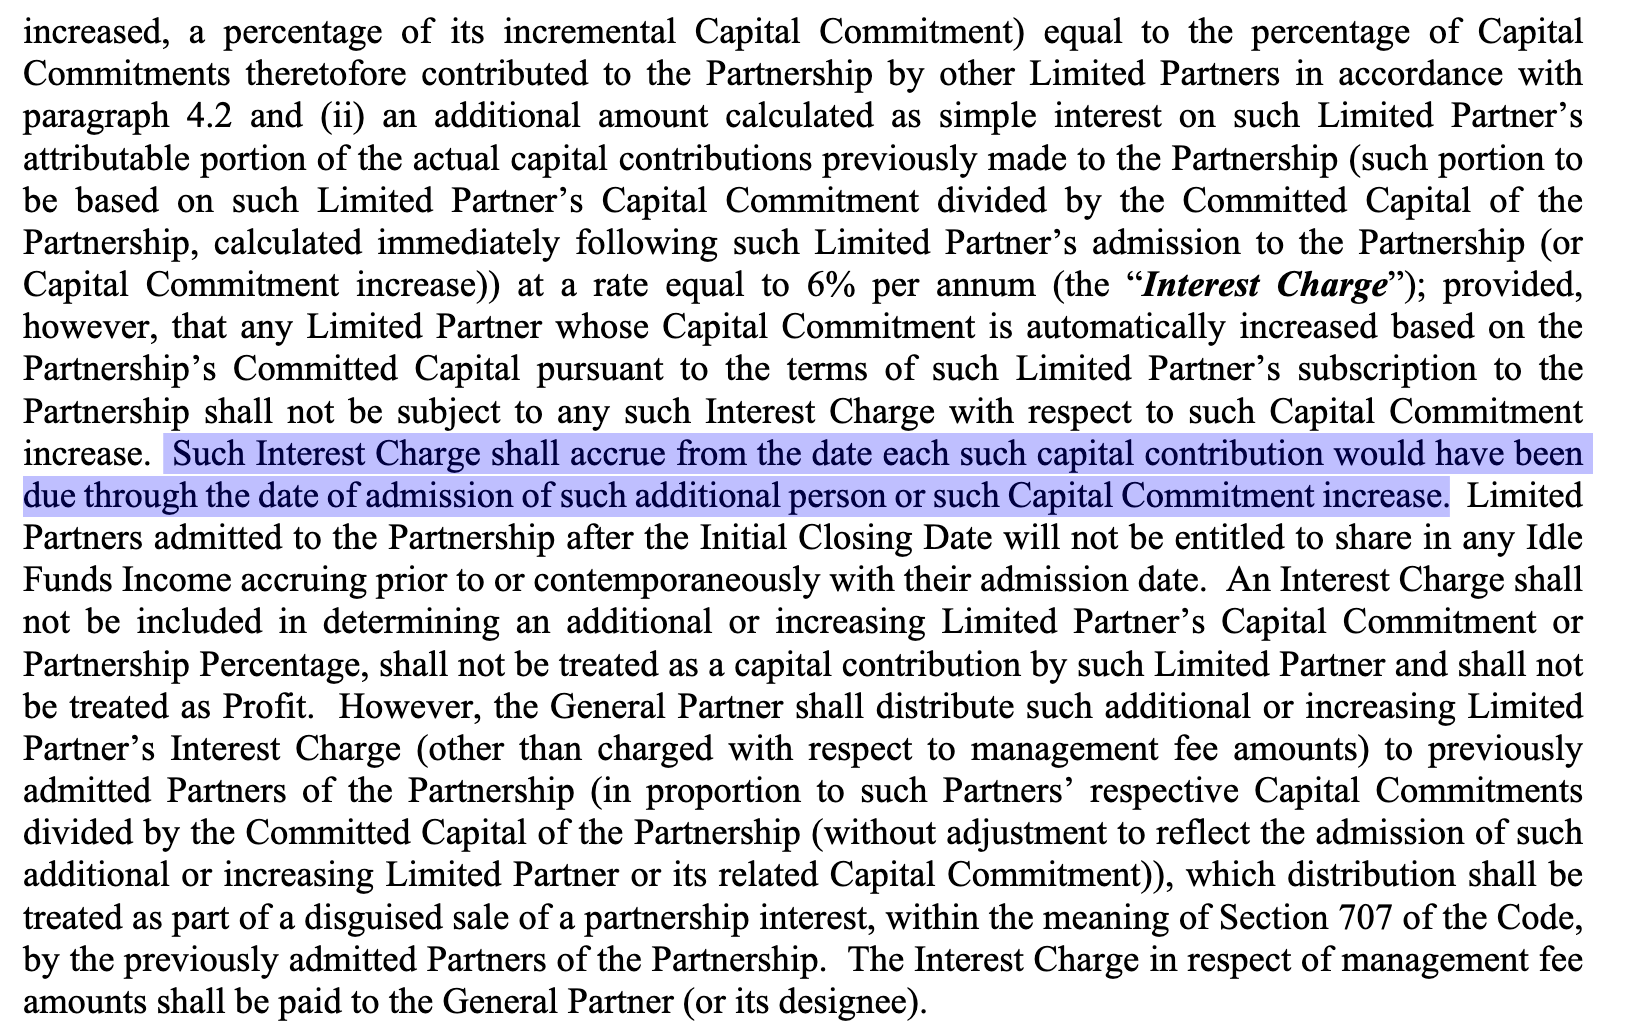 increased, a percentage of its incremental Capital Commitment) equal to the percentage of Capital
Commitments theretofore contributed to the Partnership by other Limited Partners in accordance with
paragraph 4.2 and (ii) an additional amount calculated as simple interest on such Limited Partner’s
attributable portion of the actual capital contributions previously made to the Partnership (such portion to
be based on such Limited Partner’s Capital Commitment divided by the Committed Capital of the
Partnership, calculated immediately following such Limited Partner’s admission to the Partnership (or
Capital Commitment increase)) at a rate equal to 6% per annum (the “Interest Charge”); provided,
however, that any Limited Partner whose Capital Commitment is automatically increased based on the
Partnership’s Committed Capital pursuant to the terms of such Limited Partner’s subscription to the
Partnership shall not be subject to any such Interest Charge with respect to such Capital Commitment
increase. Such Interest Charge shall accrue from the date each such capital contribution would have been
due through the date of admission of such additional person or such Capital Commitment increase. Limited
Partners admitted to the Partnership after the Initial Closing Date will not be entitled to share in any Idle
Funds Income accruing prior to or contemporaneously with their admission date. An Interest Charge shall
not be included in determining an additional or increasing Limited Partner’s Capital Commitment or
Partnership Percentage, shall not be treated as a capital contribution by such Limited Partner and shall not
be treated as Profit. However, the General Partner shall distribute such additional or increasing Limited
Partner’s Interest Charge (other than charged with respect to management fee amounts) to previously
admitted Partners of the Partnership (in proportion to such Partners’ respective Capital Commitments
divided by the Committed Capital of the Partnership (without adjustment to reflect the admission of such
additional or increasing Limited Partner or its related Capital Commitment)), which distribution shall be
treated as part of a disguised sale of a partnership interest, within the meaning of Section 707 of the Code,
by the previously admitted Partners of the Partnership. The Interest Charge in respect of management fee
amounts shall be paid to the General Partner (or its designee).